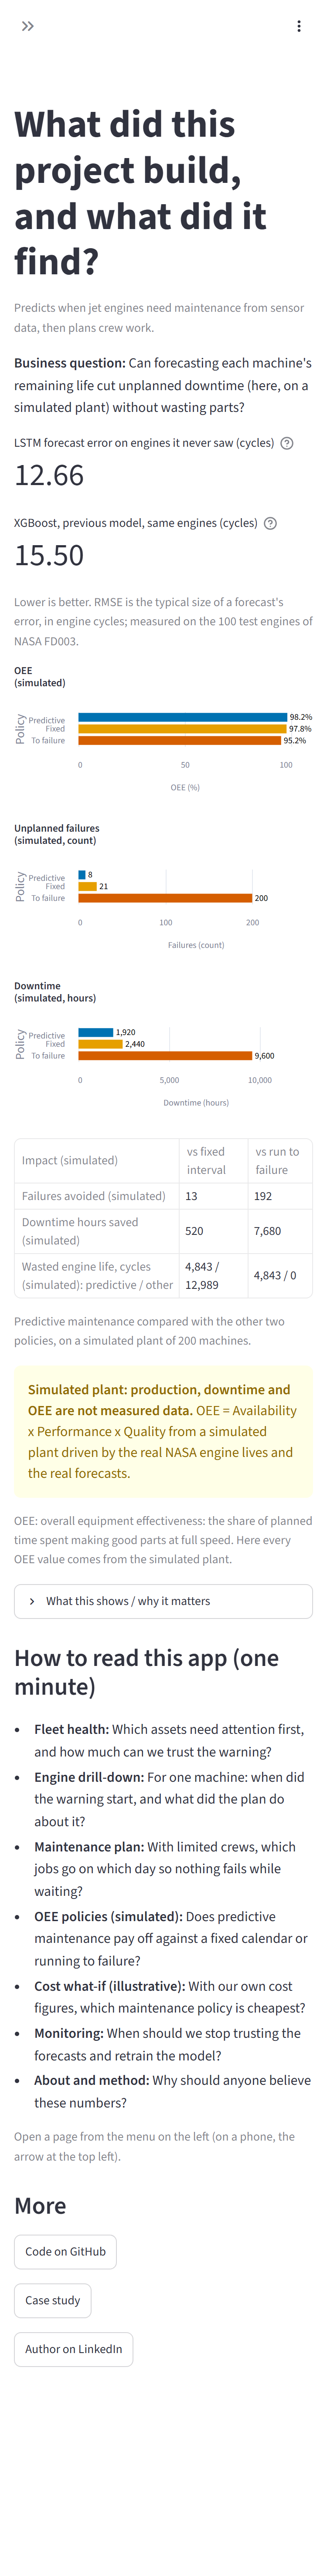 What did this
project build,
and what did it
find?
Predicts when jet engines need maintenance from sensor
data, then plans crew work.
Business question: Can forecasting each machine's
remaining life cut unplanned downtime (here, on a
simulated plant) without wasting parts?
LSTM forecast error on engines it never saw (cycles)
12.66
XGBoost, previous model, same engines (cycles)
15.50
Lower is better. RMSE is the typical size of a forecast's
error, in engine cycles; measured on the 100 test engines of
NASA FD003.
OEE
(simulated)
Policy
Predictive 98.2%
Fixed 97.8%
To failure 95.2%
0 50 100
OEE (%)
Unplanned failures
(simulated, count)
Policy
Predictive 8
Fixed 21
To failure 200
0 100 200
Failures (count)
Downtime
(simulated, hours)
Policy
Predictive 1,920
Fixed 2,440
To failure 9,600
0 5,000 10,000
Downtime (hours)
Impact (simulated) vs fixed interval vs run to failure
Failures avoided (simulated) 13 192
Downtime hours saved (simulated) 520 7,680
Wasted engine life, cycles (simulated): predictive / other 4,843 / 12,989 4,843 / 0
Predictive maintenance compared with the other two
policies, on a simulated plant of 200 machines.
Simulated plant: production, downtime and
OEE are not measured data. OEE = Availability
x Performance x Quality from a simulated
plant driven by the real NASA engine lives and
the real forecasts.
OEE: overall equipment effectiveness: the share of planned
time spent making good parts at full speed. Here every
OEE value comes from the simulated plant.
What this shows / why it matters
How to read this app (one
minute)
• Fleet health: Which assets need attention first,
and how much can we trust the warning?
• Engine drill-down: For one machine: when did
the warning start, and what did the plan do
about it?
• Maintenance plan: With limited crews, which
jobs go on which day so nothing fails while
waiting?
• OEE policies (simulated): Does predictive
maintenance pay off against a fixed calendar or
running to failure?
• Cost what-if (illustrative): With our own cost
figures, which maintenance policy is cheapest?
• Monitoring: When should we stop trusting the
forecasts and retrain the model?
• About and method: Why should anyone believe
these numbers?
Open a page from the menu on the left (on a phone, the
arrow at the top left).
More
Code on GitHub
Case study
Author on LinkedIn